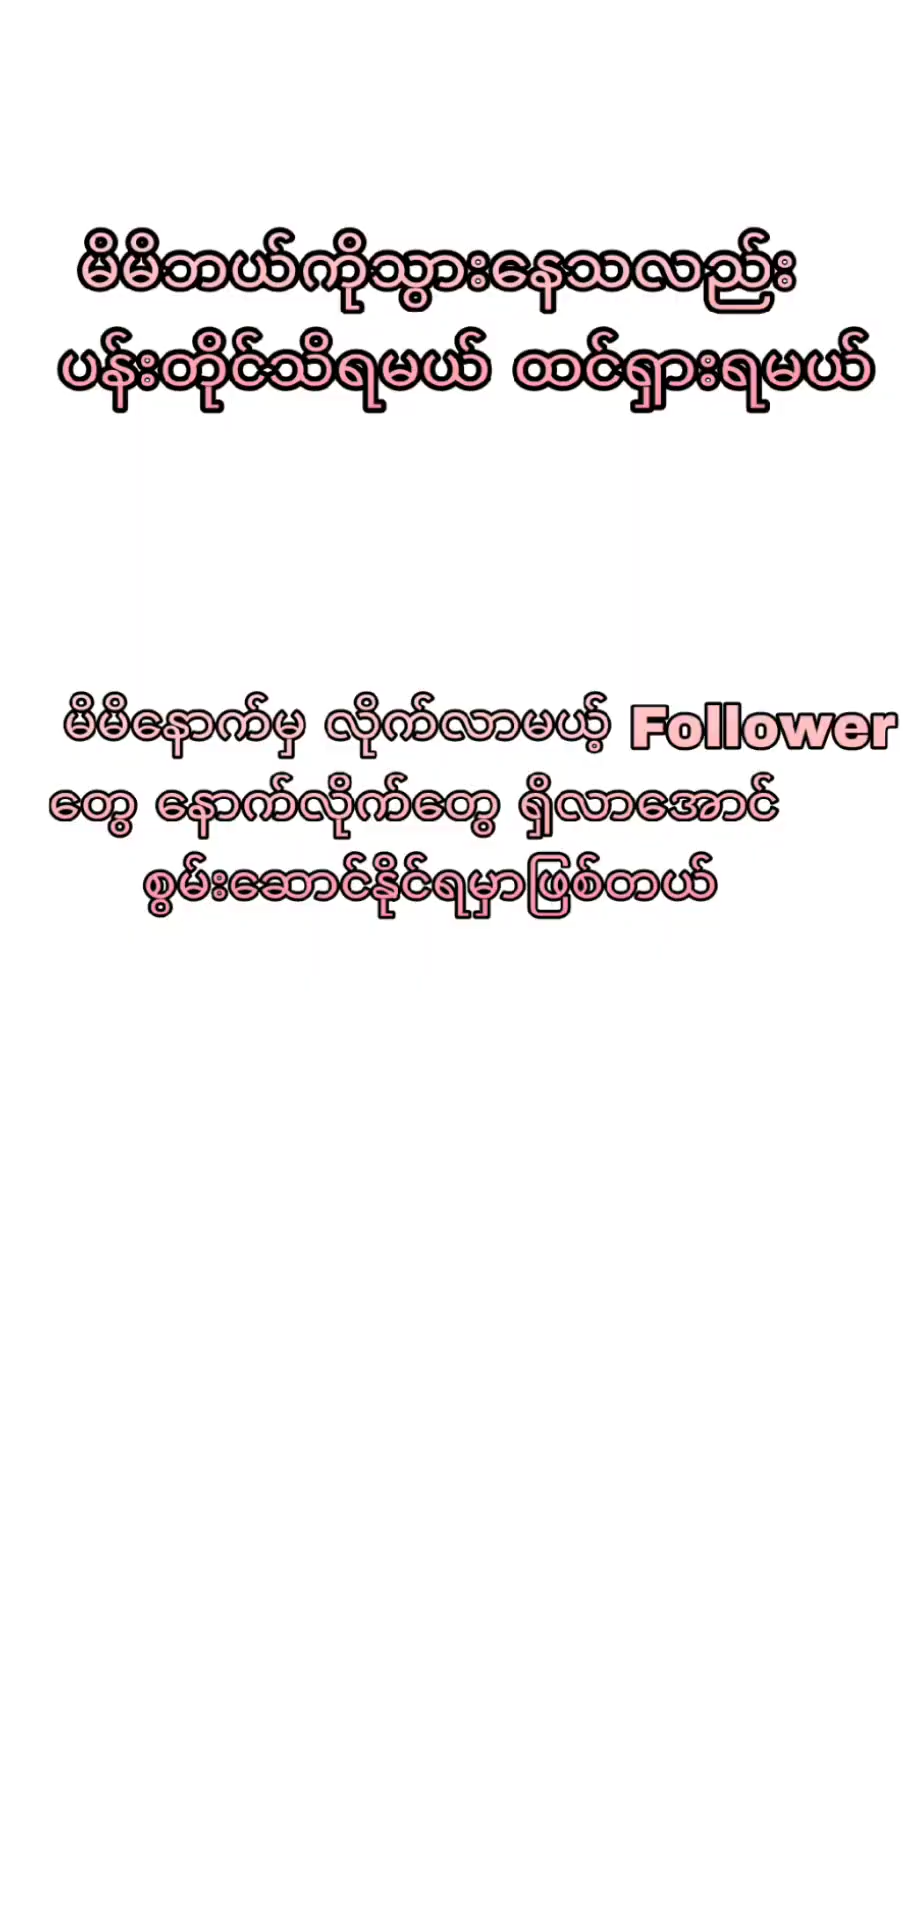 မိမိဘယ်ကိုသွားနေသလည်း
ပန်းတိုင်သိရမယ် ထင်ရှားရမယ်
မိမိနောက်မှ လိုက်လာမယ့် Follower
တွေ နောက်လိုက်တွေ ရှိလာအောင်
စွမ်းဆောင်နိုင်ရမှာဖြစ်တယ်